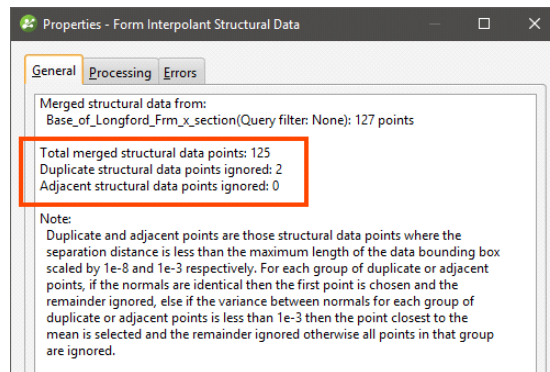 Properties - Form Interpolant Structural Data
General Processing Errors
Merged structural data from:
Base_of_Longford_Frm_x_section(Query filter: None): 127 points
Total merged structural data points: 125
Duplicate structural data points ignored: 2
Adjacent structural data points ignored: 0
Note:
Duplicate and adjacent points are those structural data points where the
separation distance is less than the maximum length of the data bounding box
scaled by 1e-8 and 1e-3 respectively. For each group of duplicate or adjacent
points, if the normals are identical then the first point is chosen and the
remainder ignored, else if the variance between normals for each group of
duplicate or adjacent points is less than 1e-3 then the point closest to the
mean is selected and the remainder ignored otherwise all points in that group
are ignored.